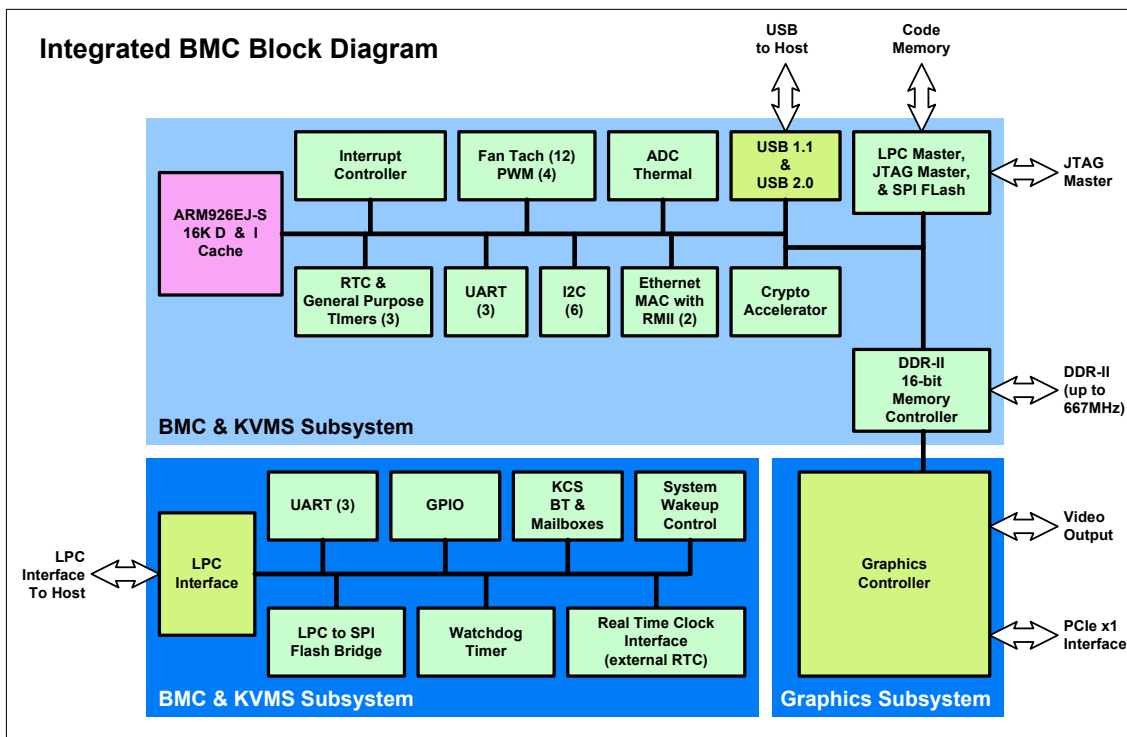 Integrated BMC Block Diagram
USB
to Host
Code
Memory
Interrupt
Controller
Fan Tach (12)
PWM (4)
ADC
Thermal
USB 1.1
&
USB 2.0
LPC Master,
JTAG Master,
& SPI FLash
JTAG
Master
ARM926EJ-S
16K D & I
Cache
RTC &
General Purpose
TImers (3)
UART
(3)
I2C
(6)
Ethernet
MAC with
RMII (2)
Crypto
Accelerator
DDR-II
16-bit
Memory
Controller
DDR-II
(up to
667MHz)
BMC & KVMS Subsystem
UART (3)
GPIO
KCS
BT &
Mailboxes
System
Wakeup
Control
LPC
Interface
To Host
LPC
Interface
LPC to SPI
Flash Bridge
Watchdog
Timer
Real Time Clock
Interface
(external RTC)
BMC & KVMS Subsystem
Graphics
Controller
Video
Output
PCIe x1
Interface
Graphics Subsystem